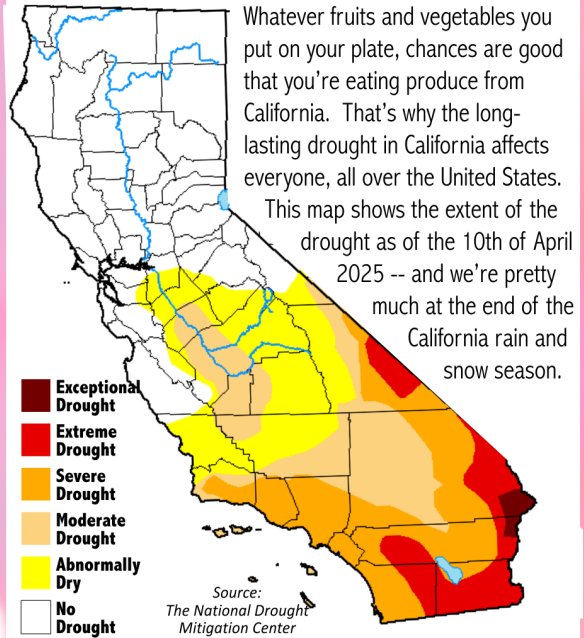 Whatever fruits and vegetables you
put on your plate, chances are good
that you're eating produce from
California.  That's why the long-
lasting drought in California affects
everyone, all over the United States.
This map shows the extent of the
drought as of the 10th of April
2025 -- and we're pretty
much at the end of the
California rain and
snow season.
Exceptional
Drought
Extreme
Drought
Severe
Drought
Moderate
Drought
Abnormally
Dry
No
Drought
Source:
The National Drought
Mitigation Center